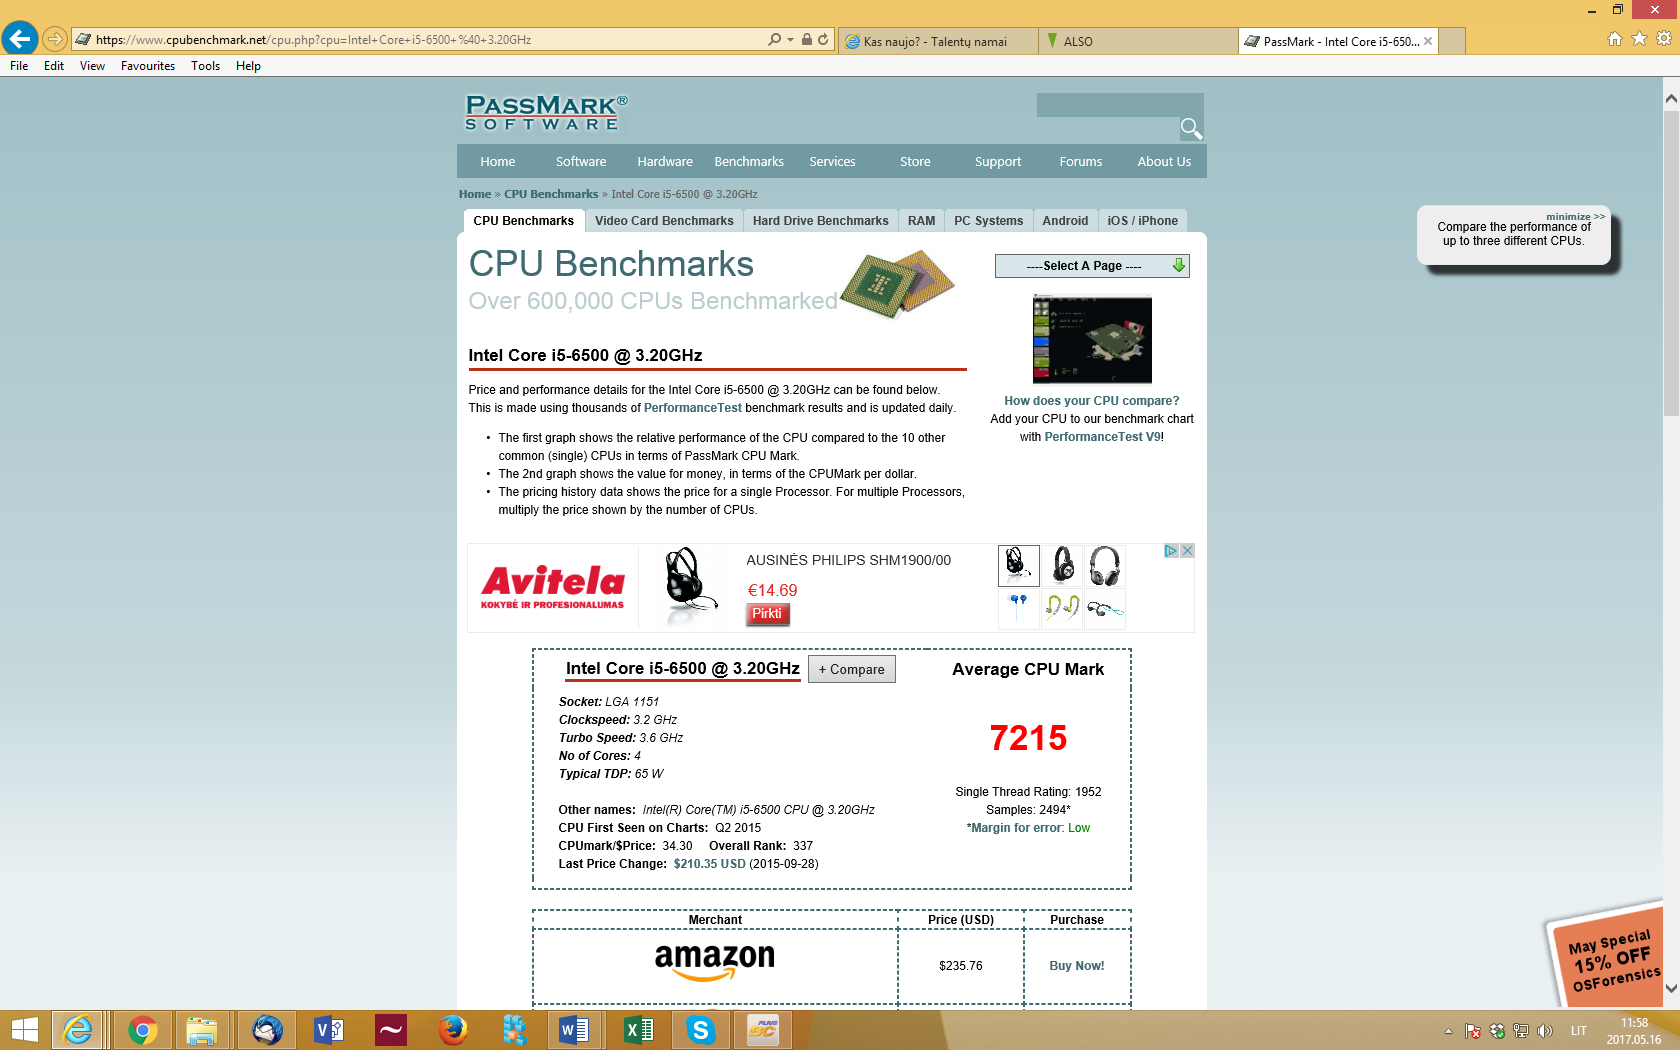 https://www.cpubenchmark.net/cpu.php?cpu=Intel+Core+i5-6500+%40+3.20GHz
Kas naujo? - Talentų namai
ALSO
PassMark - Intel Core i5-650...
File Edit View Favourites Tools Help
PASSMARK®
SOFTWARE
Home Software Hardware Benchmarks Services Store Support Forums About Us
Home » CPU Benchmarks » Intel Core i5-6500 @ 3.20GHz
CPU Benchmarks Video Card Benchmarks Hard Drive Benchmarks RAM PC Systems Android iOS / iPhone
minimize >>
Compare the performance of
up to three different CPUs.
CPU Benchmarks
Over 600,000 CPUs Benchmarked
----Select A Page ----
Intel Core i5-6500 @ 3.20GHz
Price and performance details for the Intel Core i5-6500 @ 3.20GHz can be found below.
This is made using thousands of PerformanceTest benchmark results and is updated daily.
• The first graph shows the relative performance of the CPU compared to the 10 other
common (single) CPUs in terms of PassMark CPU Mark.
• The 2nd graph shows the value for money, in terms of the CPUMark per dollar.
• The pricing history data shows the price for a single Processor. For multiple Processors,
multiply the price shown by the number of CPUs.
How does your CPU compare?
Add your CPU to our benchmark chart
with PerformanceTest V9!
Avitela
KOKYBĖ IR PROFESIONALUMAS
AUSINĖS PHILIPS SHM1900/00
€14.69
Pirkti
Intel Core i5-6500 @ 3.20GHz
+ Compare
Average CPU Mark
Socket: LGA 1151
Clockspeed: 3.2 GHz
Turbo Speed: 3.6 GHz
No of Cores: 4
Typical TDP: 65 W
7215
Other names: Intel(R) Core(TM) i5-6500 CPU @ 3.20GHz
CPU First Seen on Charts: Q2 2015
CPUmark/$Price: 34.30 Overall Rank: 337
Last Price Change: $210.35 USD (2015-09-28)
Single Thread Rating: 1952
Samples: 2494*
*Margin for error: Low
Merchant Price (USD) Purchase
amazon $235.76 Buy Now!
May Special
15% OFF
OSForensics
LIT
11:58
2017.05.16